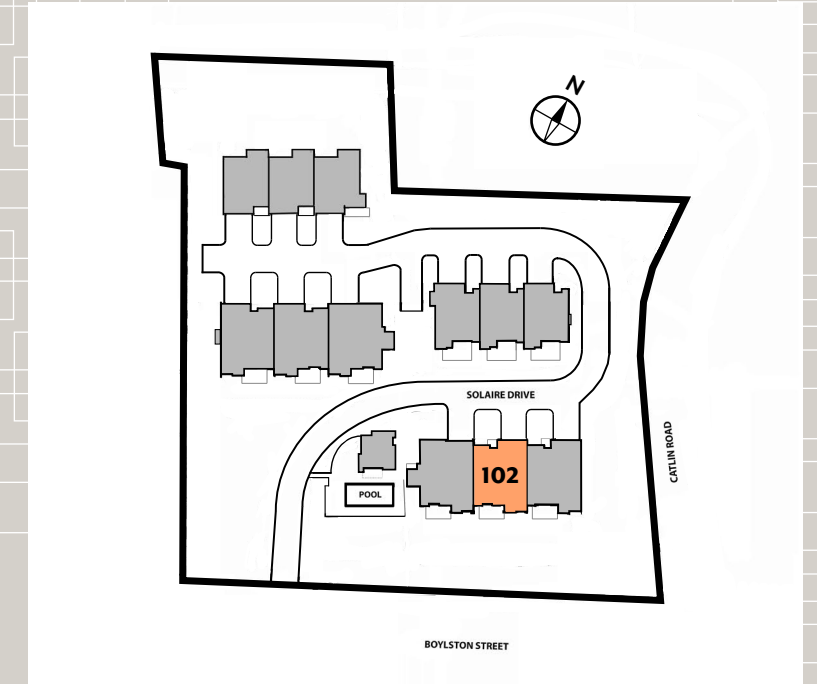 N
SOLAIRE DRIVE
CATLIN ROAD
102
POOL
BOYLSTON STREET